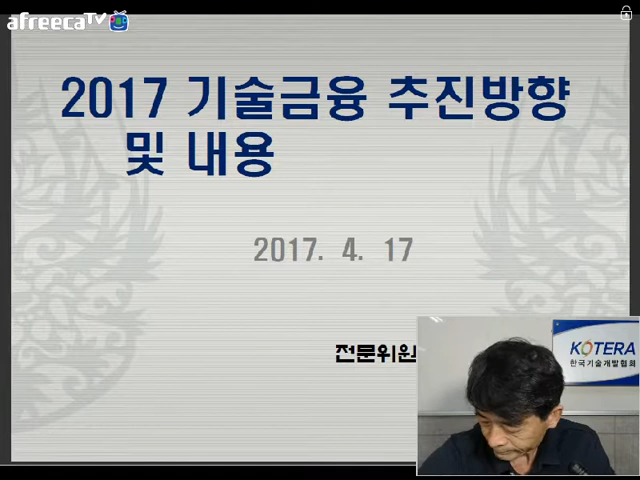 afreecaTV
2017 기술금융 추진방향
및 내용
2017. 4. 17
전문위원
KOTERA
한국기술개발협회